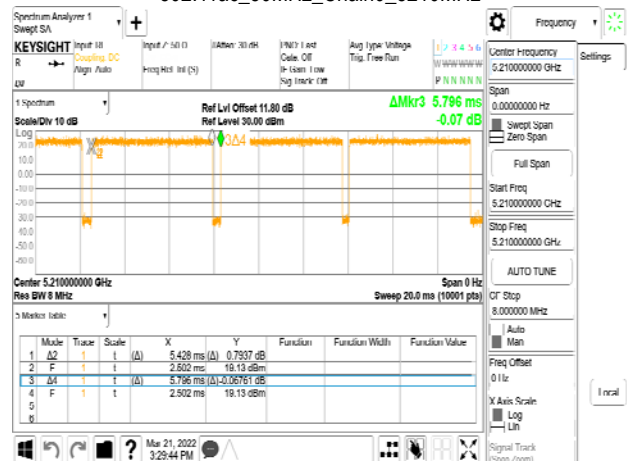 Spectrum Analyzer 1
Swept SA
Frequency
KEYSIGHT
Input: RF
Input Z: 50 Ω
#Atten: 30 dB
PNO: Fast
Avg Type: Voltage
1 2 3 4 5 6
R
Coupling: DC
Gate: Off
Trig: Free Run
W W W W W W
Align: Auto
Freq Ref: Int (S)
IF Gain: Low
Sig Track: Off
P N N N N N
1 Spectrum
Scale/Div 10 dB
Ref Lvl Offset 11.80 dB
Ref Level 30.00 dBm
ΔMkr3 5.796 ms
-0.07 dB
Log
20.0
10.0
0.00
-10.0
-20.0
-30.0
-40.0
-50.0
-60.0
3Δ4
Center 5.210000000 GHz
Span 0 Hz
Res BW 8 MHz
Sweep 20.0 ms (10001 pts)
5 Marker Table
Mode Trace Scale X Y Function Function Width Function Value
1 Δ2 1 t (Δ) 5.428 ms (Δ) 0.7937 dB
2 F 1 t 2.502 ms 19.13 dBm
3 Δ4 1 t (Δ) 5.796 ms (Δ) -0.06761 dB
4 F 1 t 2.502 ms 19.13 dBm
5
6
?
Mar 21, 2022
3:29:44 PM
Center Frequency
5.210000000 GHz
Settings
Span
0.00000000 Hz
Swept Span
Zero Span
Full Span
Start Freq
5.210000000 GHz
Stop Freq
5.210000000 GHz
AUTO TUNE
CF Step
8.000000 MHz
Auto
Man
Freq Offset
0 Hz
X Axis Scale
Log
Lin
Local
Signal Track
(Span Zoom)